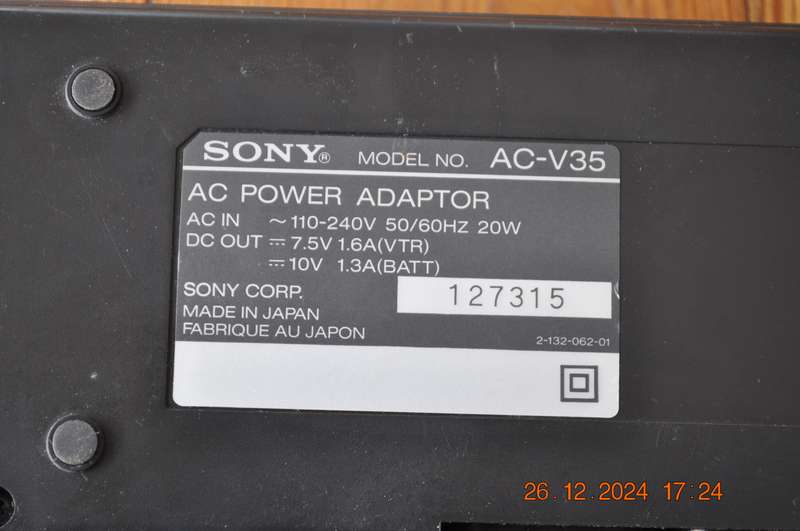 SONY® MODEL NO. AC-V35
AC POWER ADAPTOR
AC IN ~110-240V 50/60HZ 20W
DC OUT ⎓7.5V 1.6A(VTR)
⎓10V 1.3A(BATT)
SONY CORP. 127315
MADE IN JAPAN
FABRIQUE AU JAPON 2-132-062-01
26.12.2024 17:24